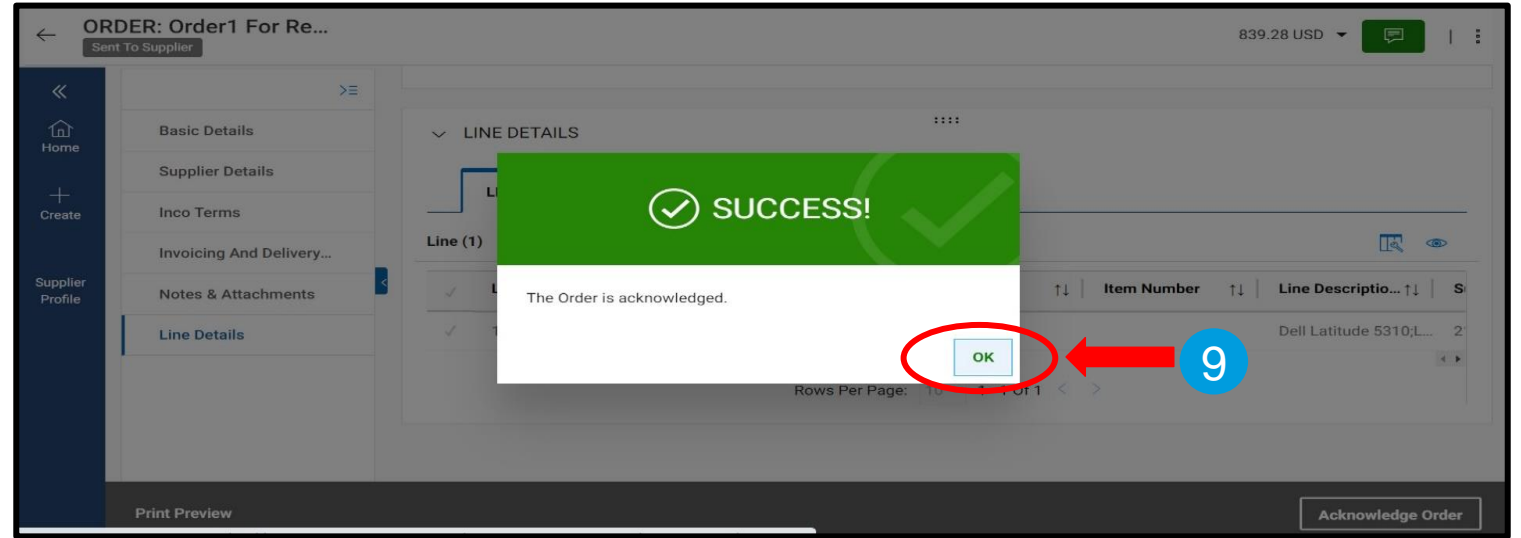 ORDER: Order1 For Re...
Sent To Supplier
839.28 USD
Home
Create
Supplier
Profile
Basic Details
Supplier Details
Inco Terms
Invoicing And Delivery...
Notes & Attachments
Line Details
LINE DETAILS
SUCCESS!
Line (1)
Item Number
Line Descriptio...
The Order is acknowledged.
Dell Latitude 5310;L...
OK
9
Rows Per Page:
Print Preview
Acknowledge Order